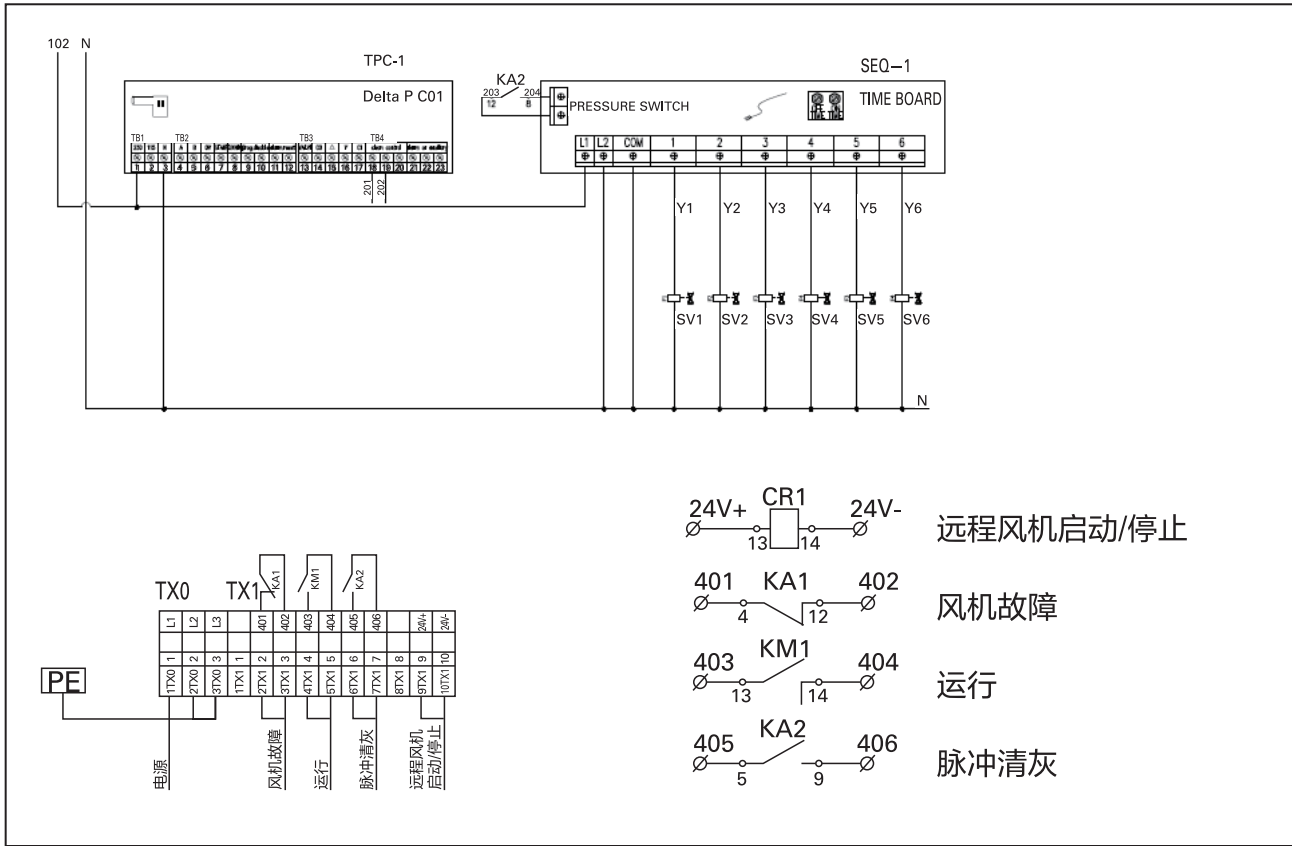 102 N
TPC-1
Delta P C01
TB1 TB2 TB3 TB4
1 2 3 4 5 6 7 8 9 10 11 12 13 14 15 16 17 18 19 20 21 22 23
201
202
KA2
203 204
12 8
PRESSURE SWITCH
SEQ—1
TIME BOARD
L1 L2 COM 1 2 3 4 5 6
Y1 Y2 Y3 Y4 Y5 Y6
SV1 SV2 SV3 SV4 SV5 SV6
N
TX0 TX1
KA1 KM1 KA2
L1 L2 L3 401 402 403 404 405 406 24V+ 24V-
1 2 3 1 2 3 4 5 6 7 8 9 10
1TX0 2TX0 3TX0 1TX1 2TX1 3TX1 4TX1 5TX1 6TX1 7TX1 8TX1 9TX1 10TX1
PE
电源
风机故障
运行
脉冲清灰
远程风机
启动/停止
24V+ CR1 24V-
13 14
远程风机启动/停止
401 KA1 402
4 12
风机故障
403 KM1 404
13 14
运行
405 KA2 406
5 9
脉冲清灰